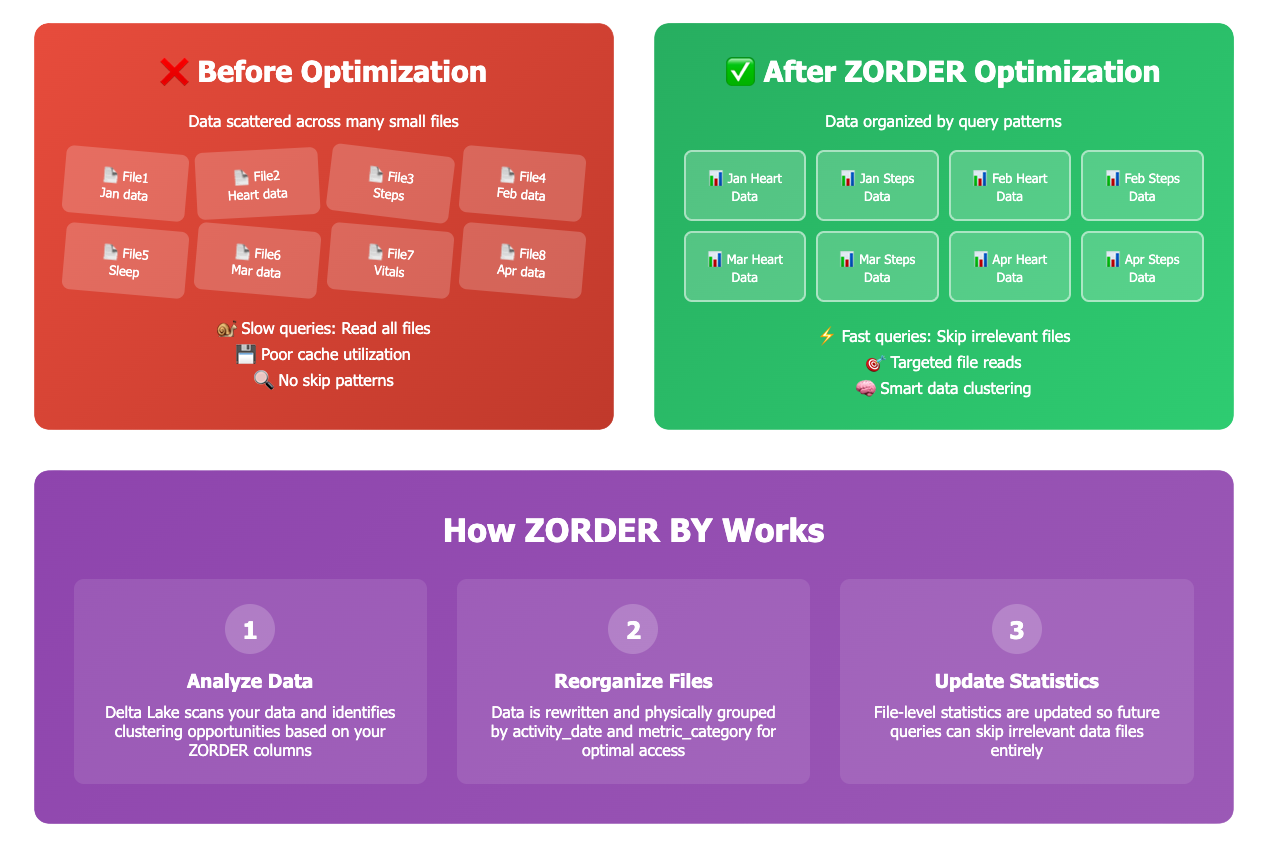 ❌ Before Optimization
Data scattered across many small files
📄 File1
Jan data
📄 File2
Heart data
📄 File3
Steps
📄 File4
Feb data
📄 File5
Sleep
📄 File6
Mar data
📄 File7
Vitals
📄 File8
Apr data
🐌 Slow queries: Read all files
💾 Poor cache utilization
🔍 No skip patterns
✅ After ZORDER Optimization
Data organized by query patterns
📊 Jan Heart
Data
📊 Jan Steps
Data
📊 Feb Heart
Data
📊 Feb Steps
Data
📊 Mar Heart
Data
📊 Mar Steps
Data
📊 Apr Heart
Data
📊 Apr Steps
Data
⚡ Fast queries: Skip irrelevant files
🎯 Targeted file reads
🧠 Smart data clustering
How ZORDER BY Works
1
Analyze Data
Delta Lake scans your data and identifies
clustering opportunities based on your
ZORDER columns
2
Reorganize Files
Data is rewritten and physically grouped
by activity_date and metric_category for
optimal access
3
Update Statistics
File-level statistics are updated so future
queries can skip irrelevant data files
entirely